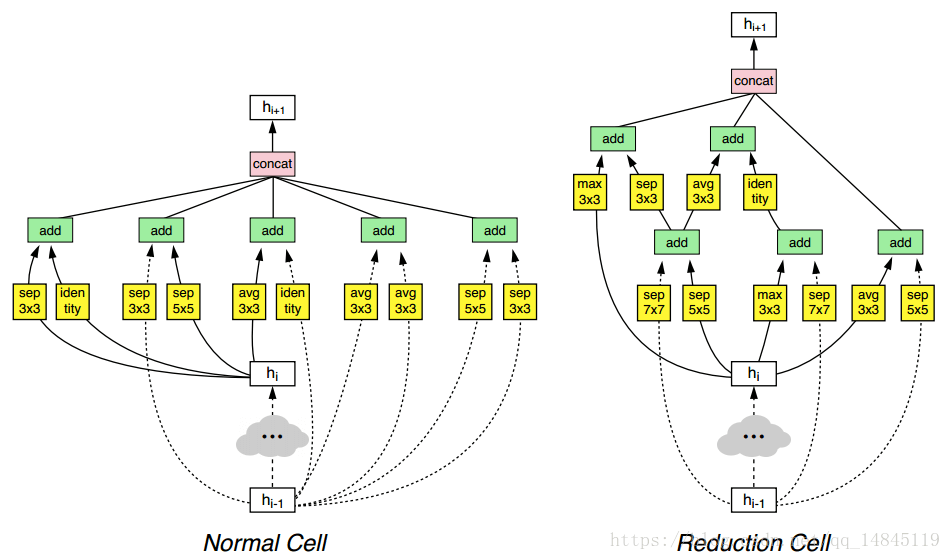 h_{i+1}
concat
add add add add add
sep 3x3
iden tity
sep 3x3
sep 5x5
avg 3x3
iden tity
avg 3x3
avg 3x3
sep 5x5
sep 3x3
h_i
...
h_{i-1}
Normal Cell
h_{i+1}
concat
add add
max 3x3
sep 3x3
avg 3x3
iden tity
add add add
sep 7x7
sep 5x5
max 3x3
sep 7x7
avg 3x3
sep 5x5
h_i
...
h_{i-1}
Reduction Cell